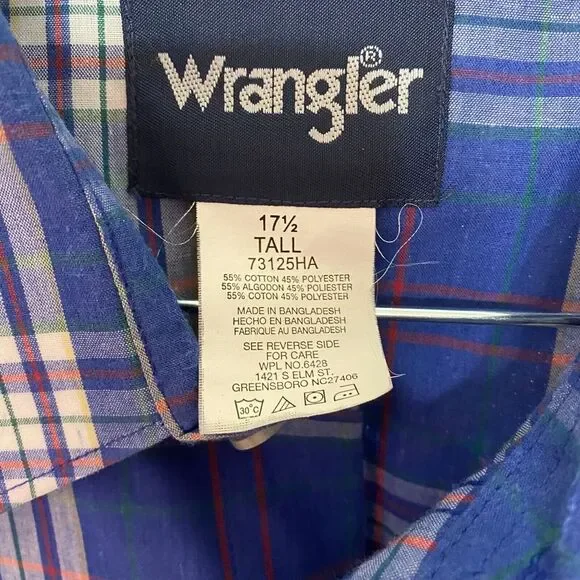 Wrangler®
17½
TALL
73125HA
55% COTTON 45% POLYESTER
55% ALGODON 45% POLIESTER
55% COTON 45% POLYESTER
MADE IN BANGLADESH
HECHO EN BANGLADESH
FABRIQUE AU BANGLADESH
SEE REVERSE SIDE
FOR CARE
WPL NO.6428
1421 S ELM ST.
GREENSBORO NC27406
30°C